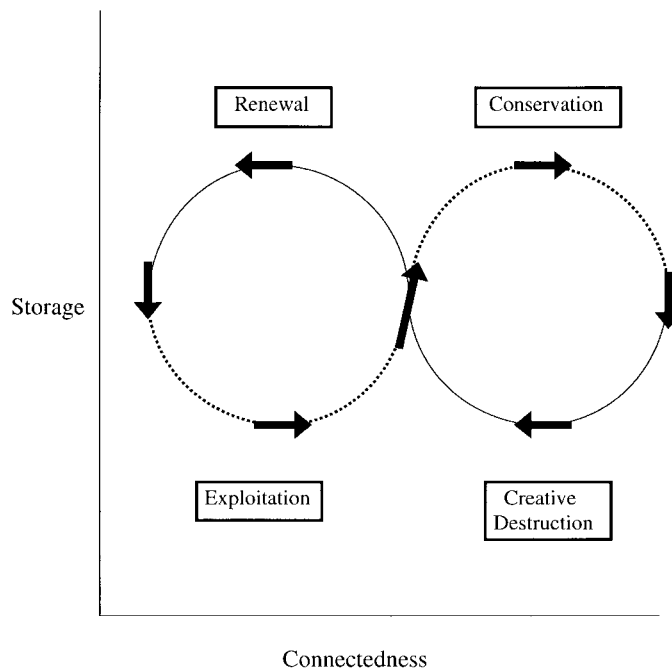 Renewal
Conservation
Storage
Exploitation
Creative
Destruction
Connectedness